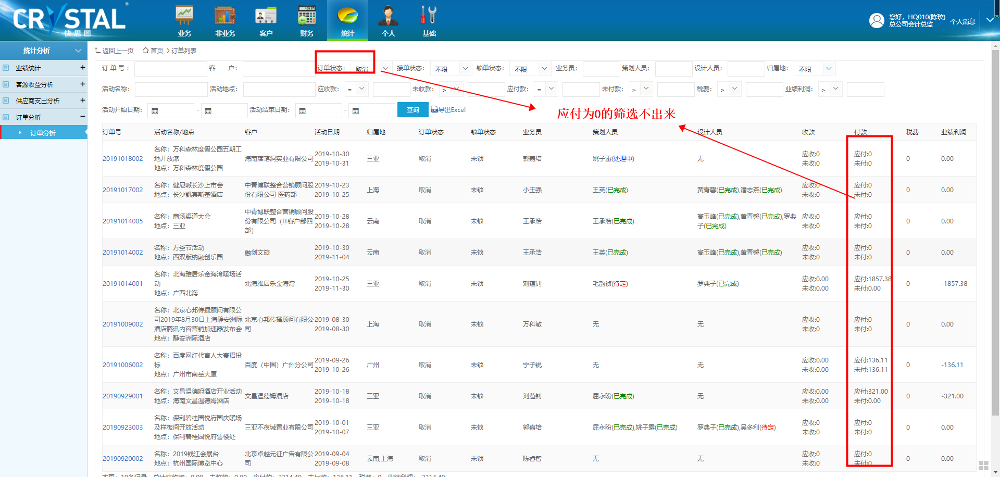 CRYSTAL
®
快思图
业务
非业务
客户
财务
统计
个人
基础
您好，HQ010(陈玟)
总公司会计总监
个人消息
统计分析
业绩统计 +
客源收益分析 +
供应商支出分析 +
订单分析 −
订单分析
返回上一页 首页 > 订单列表
订 单 号： 客 户： 订单状态： 取消 接单状态： 不限 锁单状态： 不限 业务员： 策划人员： 设计人员： 归属地： 不限
活动名称： 活动地点： 应收款： = 未收款： > 应付款： = 未付款： > 税费： > 业绩利润： >
活动开始日期： - 活动结束日期： - 查询 导出Excel
应付为0的筛选不出来
订单号 活动名称/地点 客户 活动日期 归属地 订单状态 锁单状态 业务员 策划人员 设计人员 收款 付款 税费 业绩利润
20191018002
名称：万科森林度假公园五期工
地开放漆
地点：万科森林度假公园
海南落笔洞实业有限公司
2019-10-30
2019-10-31
三亚 取消 未锁 郭嘉培 姚子露(处理中) 无
应收:0
未收:0
应付:0
未付:0
0 0.00
20191017002
名称：健尼哌长沙上市会
地点：长沙凯宾斯基酒店
中青博联整合营销顾问股
份有限公司 医药部
2019-10-23
2019-10-25
上海 取消 未锁 小王强 王英(已完成) 黄青馨(已完成),潘志燕(已完成)
应收:0
未收:0
应付:0
未付:0
0 0.00
20191014005
名称：商汤渠道大会
地点：三亚
中青博联整合营销顾问股
份有限公司（IT客户部四
部）
2019-10-28
2019-10-28
云南 取消 未锁 王承浩 王承浩(已完成)
高玉峰(已完成),黄青馨(已完成),罗典
子(已完成)
应收:0
未收:0
应付:0
未付:0
0 0.00
20191014002
名称：万圣节活动
地点：西双版纳融创乐园
融创文旅
2019-10-30
2019-11-04
云南 取消 未锁 王承浩 王英(已完成) 高玉峰(已完成),黄青馨(已完成)
应收:0
未收:0
应付:0
未付:0
0 0.00
20191014001
名称：北海雅居乐金海湾暖场活
动
地点：广西北海
北海雅居乐金海湾
2019-10-25
2019-11-30
三亚 取消 未锁 刘蕴钊 毛韵祯(待定) 罗典子(已完成)
应收:0.00
未收:0.00
应付:1857.38
未付:0.00
0 -1857.38
20191009002
名称：北京心邦传播顾问有限公
司2019年8月30日上海静安洲际
酒店腾讯内容营销加速器发布会
地点：静安洲际酒店
北京心邦传播顾问有限公
司
2019-08-30
2019-08-30
上海 取消 未锁 万科敏 无 无
应收:0
未收:0
应付:0
未付:0
0 0.00
20191006002
名称：百度网红代言人大赛招投
标
地点：广州市南岳大厦
百度（中国）广州分公司
2019-09-26
2019-10-26
广州 取消 未锁 宁子锐 无 无
应收:0.00
未收:0.00
应付:136.11
未付:136.11
0 -136.11
20190929001
名称：文昌温德姆酒店开业活动
地点：海南文昌温德姆酒店
文昌温德姆酒店
2019-10-18
2019-10-18
三亚 取消 未锁 刘蕴钊 屈永盼(已完成) 无
应收:0.00
未收:0.00
应付:321.00
未付:0.00
0 -321.00
20190923003
名称：保利碧桂园悦府国庆暖场
及样板间开放活动
地点：保利碧桂园悦府售楼处
三亚不夜城置业有限公司
2019-10-01
2019-10-07
三亚 取消 未锁 郭嘉培 屈永盼(已完成),姚子露(已完成) 罗典子(已完成),吴多利(待定)
应收:0
未收:0
应付:0
未付:0
0 0.00
20190920002
名称：2019钱江会展台
地点：杭州国际博览中心
北京卓越元征广告有限公
司
2019-09-04
2019-09-08
云南,上海 取消 未锁 陈睿智 无 无
应收:0
未收:0
应付:0
未付:0
0 0.00
本页：10条记录 总计应收款：0.00 未收款：0.00 应付款：2314.49 未付款：136.11 税费：0 业绩利润：-2314.49